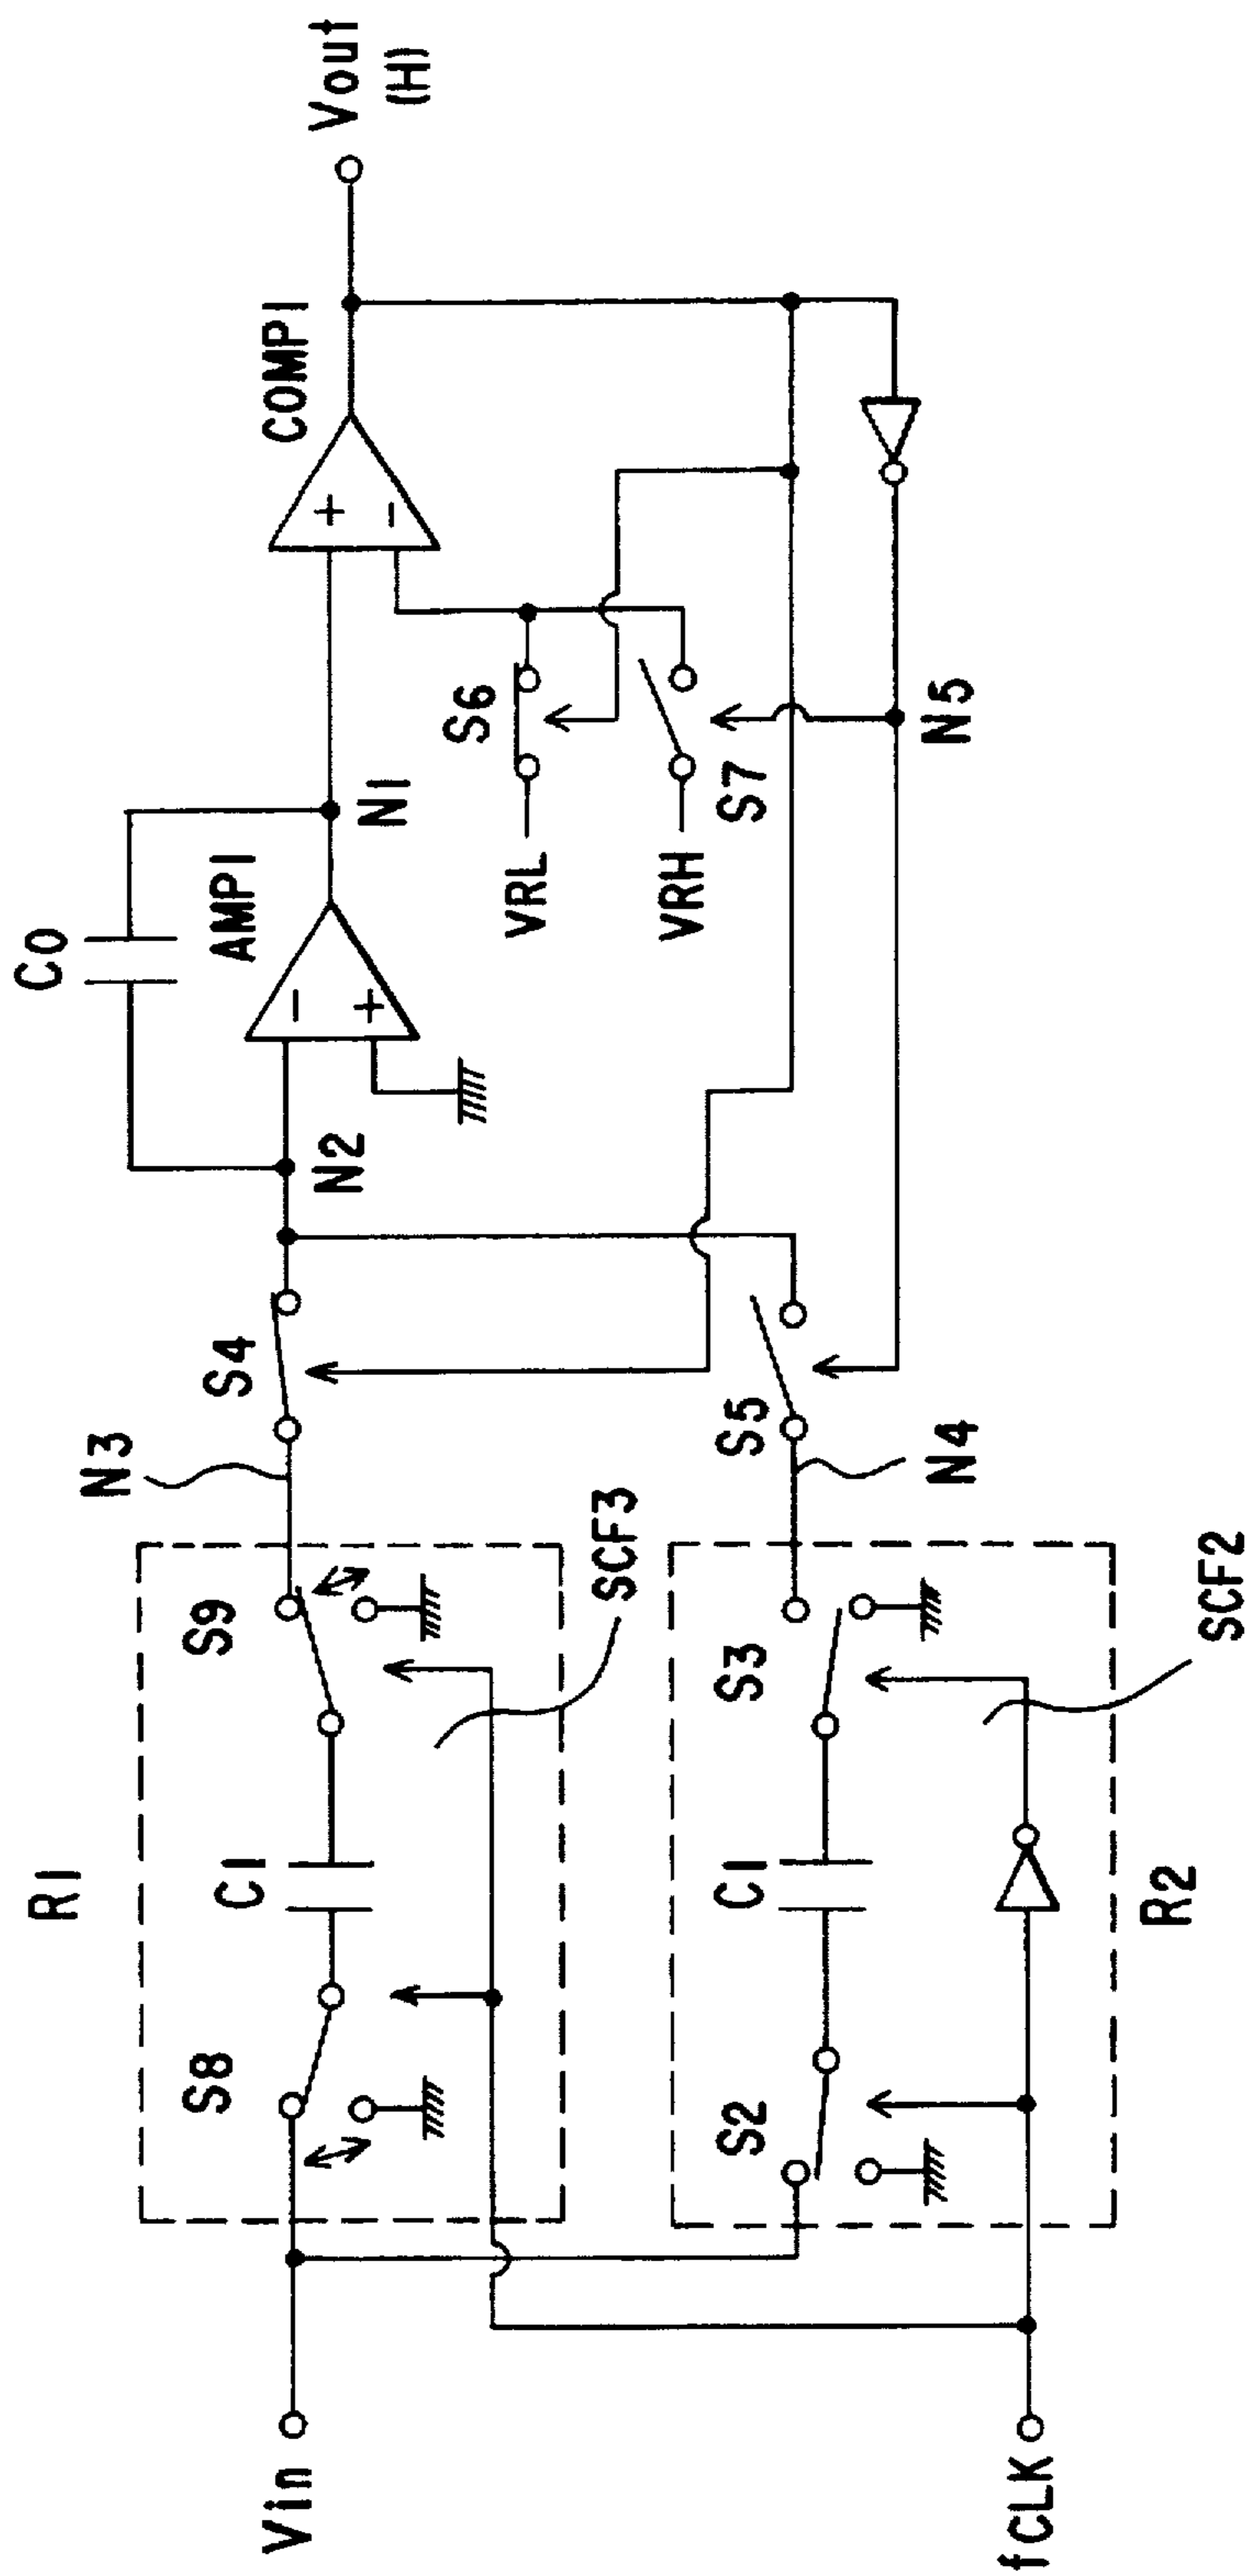 R1
S8
C1
S9
N3
SCF3
S4
N2
C0
AMP1
N1
COMP1
Vout
(H)
-
+
+
-
Vin
S6
VRL
S7
VRH
N5
S2
C1
S3
S5
N4
SCF2
R2
fCLK